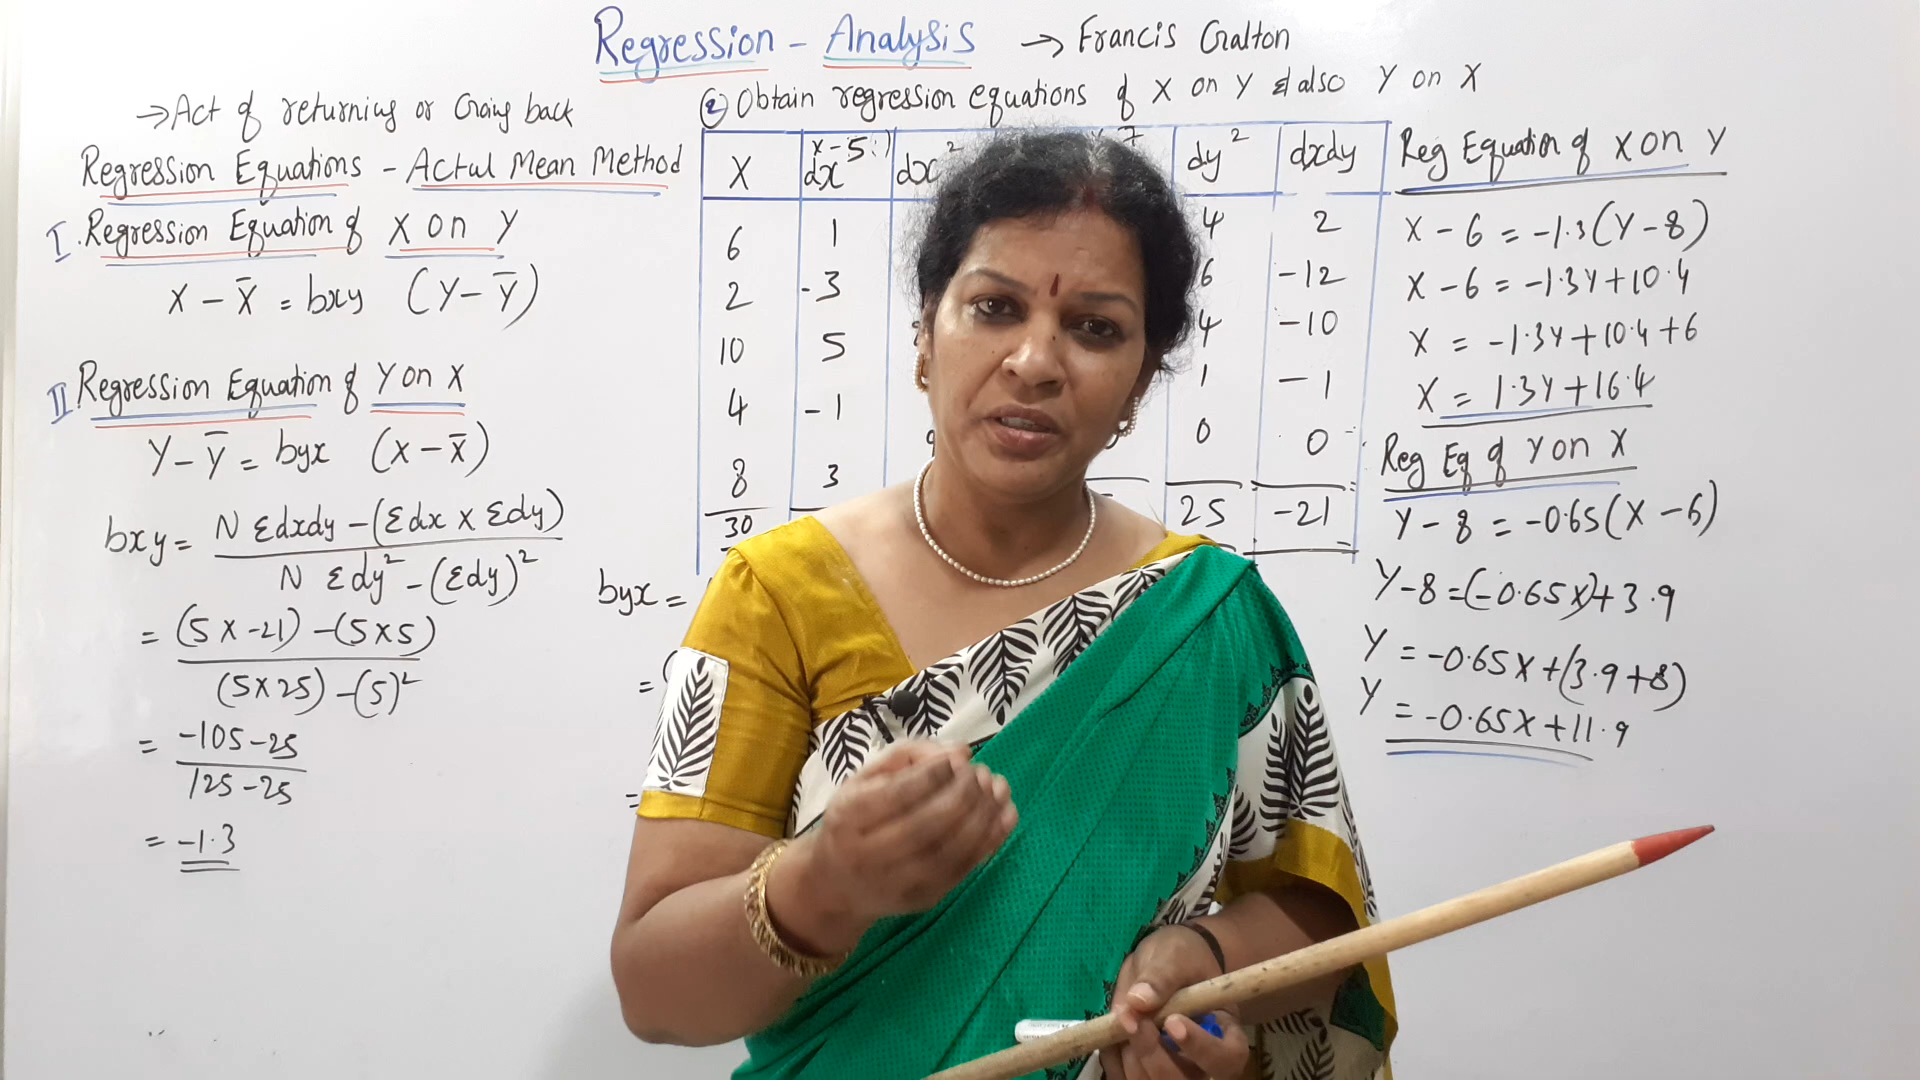 Regression - Analysis → Francis Galton
→ Act of returning or Going back
② Obtain regression equations of X on Y & also Y on X
Regression Equations - Actul Mean Method
I. Regression Equation of X on Y
X - X̄ = bxy (Y - Ȳ)
II. Regression Equation of Y on X
Y - Ȳ = byx (X - X̄)
bxy = N Σdxdy - (Σdx X Σdy)
N Σdy² - (Σdy)²
= (5 X -21) - (5 X 5)
(5X25) - (5)²
= -105 - 25
125 - 25
= -1.3
X
6
2
10
4
8
30
x - 5
dx
1
-3
5
-1
3
dx²
7
dy²
4
6
4
1
0
25
dxdy
2
-12
-10
-1
0
-21
byx =
=
=
Reg Equation of X on Y
X - 6 = -1.3(Y - 8)
X - 6 = -1.3Y + 10.4
X = -1.3Y + 10.4 + 6
X = 1.3Y + 16.4
Reg Eq of Y on X
Y - 8 = -0.65(X - 6)
Y - 8 = (-0.65X) + 3.9
Y = -0.65X + (3.9 + 8)
Y = -0.65X + 11.9